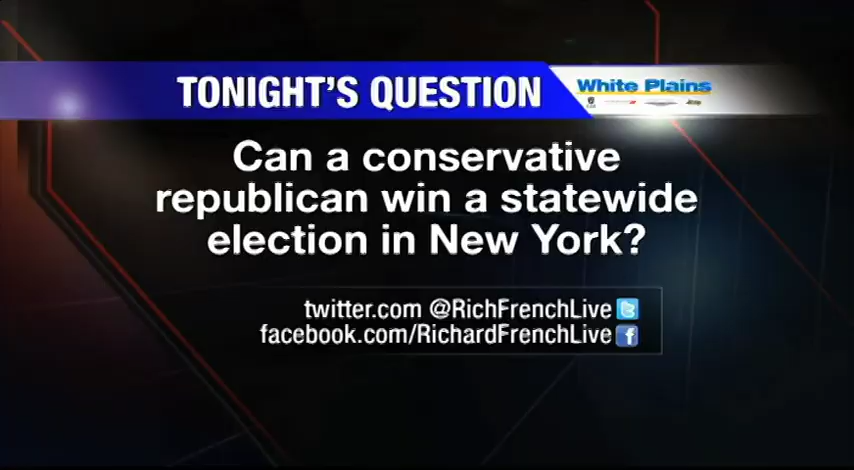 TONIGHT'S QUESTION
White Plains
Can a conservative
republican win a statewide
election in New York?
twitter.com @RichFrenchLive
facebook.com/RichardFrenchLive